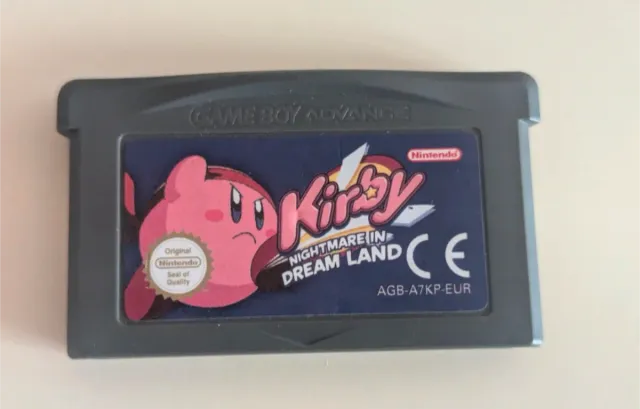 GAME BOY ADVANCE
Nintendo
Kirby
NIGHTMARE IN
DREAM LAND
CE
Original
Nintendo
Seal of
Quality
AGB-A7KP-EUR